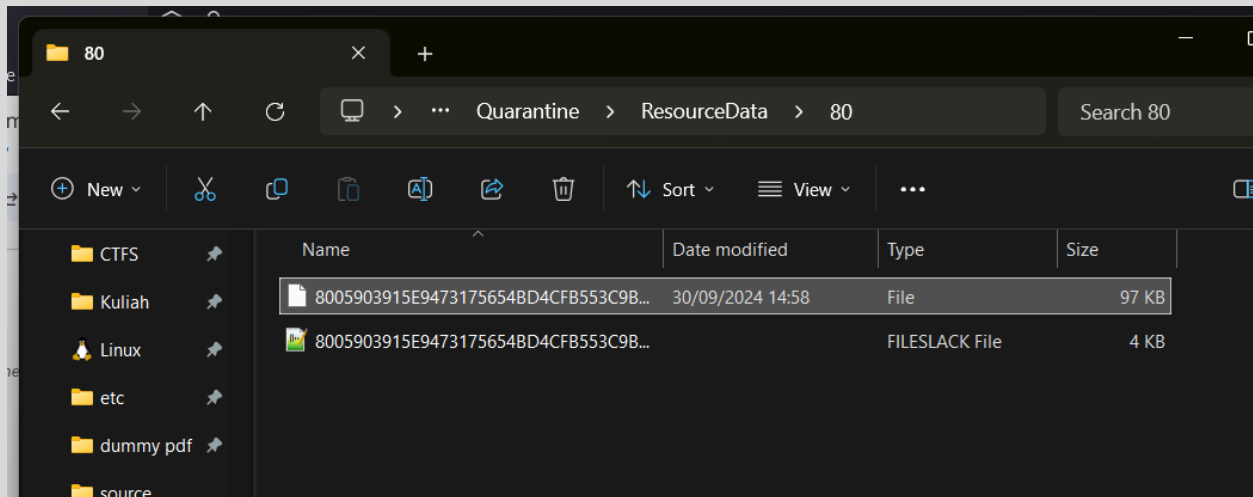 80
Quarantine
ResourceData
80
Search 80
New
Sort
View
Name
Date modified
Type
Size
CTFS
8005903915E9473175654BD4CFB553C9B...
30/09/2024 14:58
File
97 KB
Kuliah
8005903915E9473175654BD4CFB553C9B...
FILESLACK File
4 KB
Linux
etc
dummy pdf
source